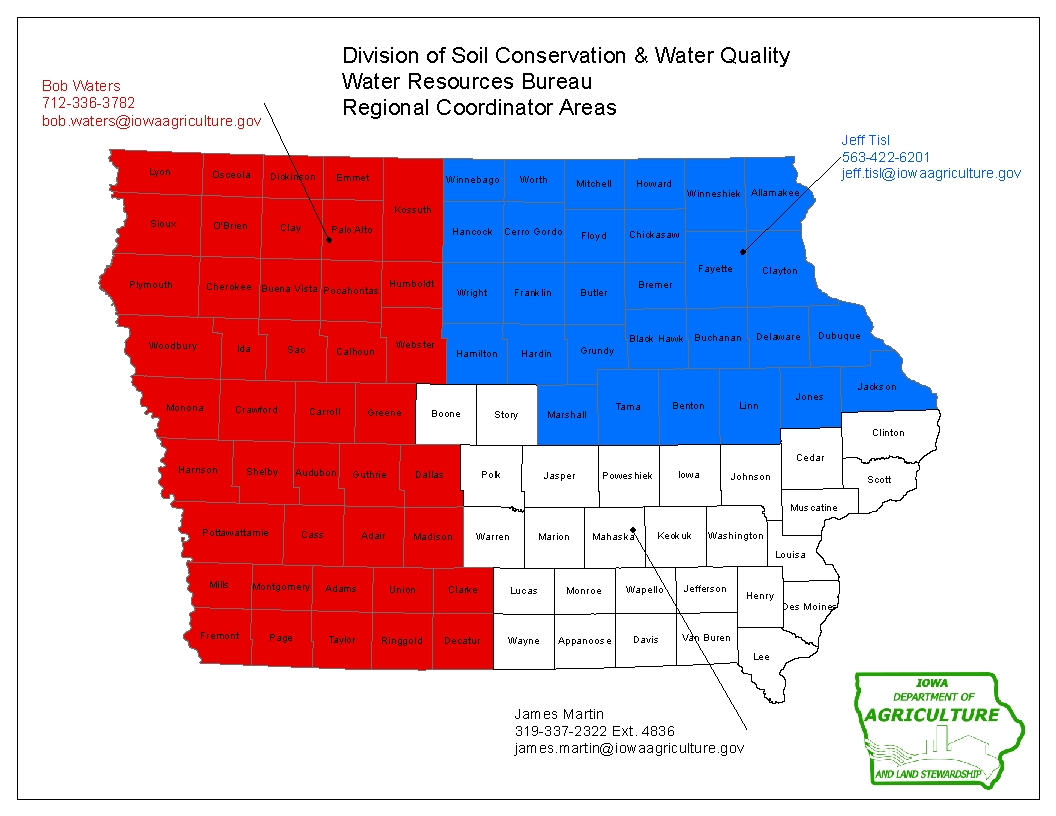 Division of Soil Conservation & Water Quality
Water Resources Bureau
Regional Coordinator Areas
Bob Waters
712-336-3782
bob.waters@iowaagriculture.gov
Jeff Tisl
563-422-6201
jeff.tisl@iowaagriculture.gov
Lyon Osceola Dickinson Emmet Winnebago Worth Mitchell Howard Winneshiek Allamakee
Kossuth
Sioux O'Brien Clay Palo Alto Hancock Cerro Gordo Floyd Chickasaw
Fayette Clayton
Plymouth Cherokee Buena Vista Pocahontas Humboldt Wright Franklin Butler Bremer
Woodbury Ida Sac Calhoun Webster Hamilton Hardin Grundy Black Hawk Buchanan Delaware Dubuque
Monona Crawford Carroll Greene Boone Story Marshall Tama Benton Linn Jones Jackson
Clinton
Harrison Shelby Audubon Guthrie Dallas Polk Jasper Poweshiek Iowa Johnson Cedar Scott
Muscatine
Pottawattamie Cass Adair Madison Warren Marion Mahaska Keokuk Washington
Louisa
Mills Montgomery Adams Union Clarke Lucas Monroe Wapello Jefferson Henry Des Moines
Fremont Page Taylor Ringgold Decatur Wayne Appanoose Davis Van Buren Lee
James Martin
319-337-2322 Ext. 4836
james.martin@iowaagriculture.gov
IOWA
DEPARTMENT OF
AGRICULTURE
AND LAND STEWARDSHIP